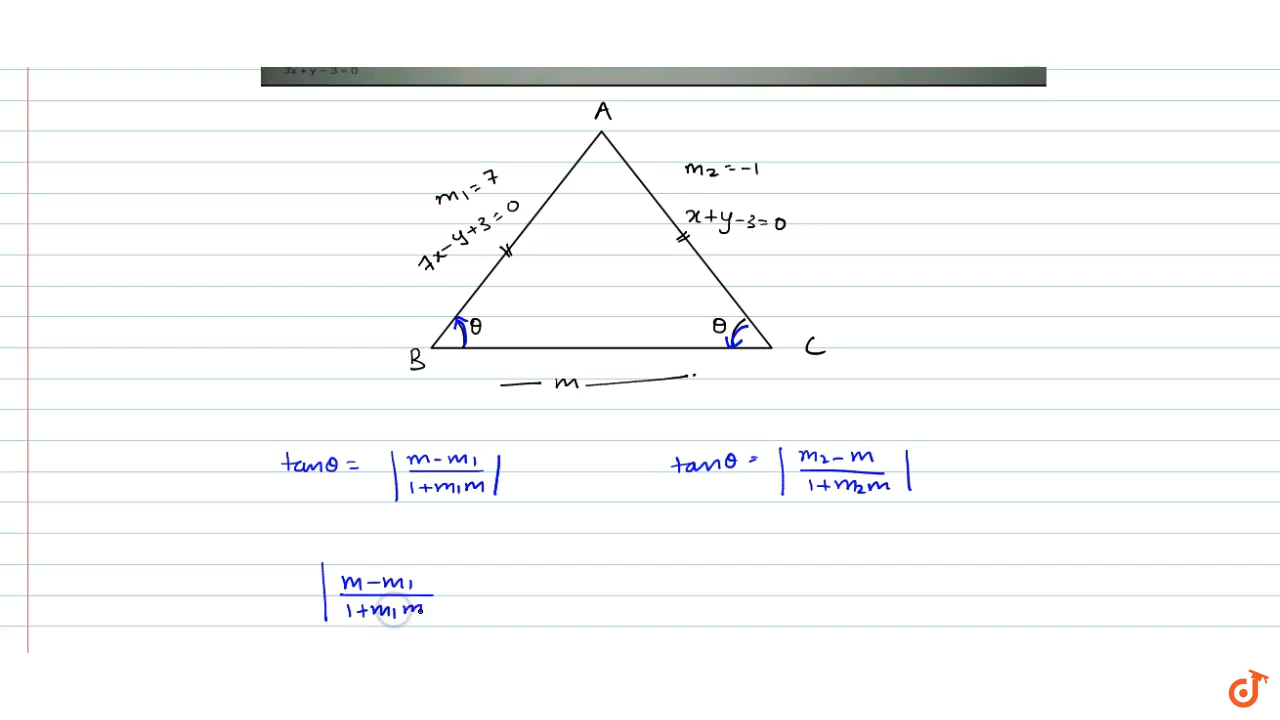 3x + y − 3 = 0
A
m₁ = 7
m₂ = −1
7x − y + 3 = 0
x + y − 3 = 0
θ
θ
B
C
m
tanθ = | (m − m₁)/(1 + m₁m) |
tanθ = | (m₂ − m)/(1 + m₂m) |
| (m − m₁)/(1 + m₁m)